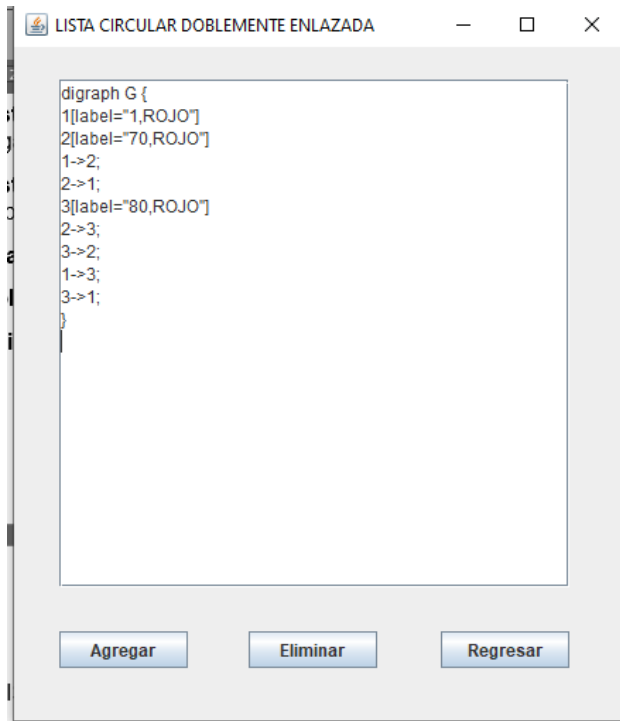 LISTA CIRCULAR DOBLEMENTE ENLAZADA
digraph G {
1[label="1,ROJO"]
2[label="70,ROJO"]
1->2;
2->1;
3[label="80,ROJO"]
2->3;
3->2;
1->3;
3->1;
}
Agregar Eliminar Regresar